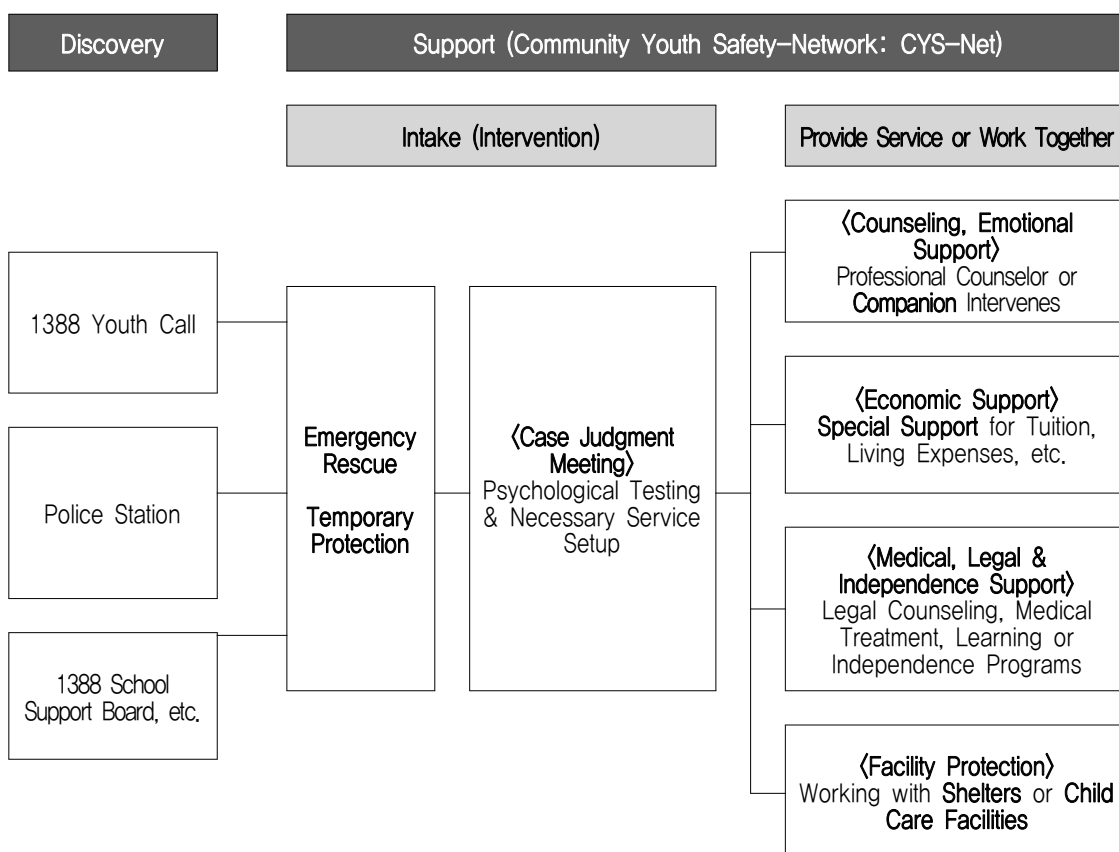 Discovery
Support (Community Youth Safety-Network: CYS-Net)
Intake (Intervention)
Provide Service or Work Together
1388 Youth Call
Police Station
1388 School
Support Board, etc.
Emergency
Rescue
Temporary
Protection
〈Case Judgment
Meeting〉
Psychological Testing
& Necessary Service
Setup
〈Counseling, Emotional
Support〉
Professional Counselor or
Companion Intervenes
〈Economic Support〉
Special Support for Tuition,
Living Expenses, etc.
〈Medical, Legal &
Independence Support〉
Legal Counseling, Medical
Treatment, Learning or
Independence Programs
〈Facility Protection〉
Working with Shelters or Child
Care Facilities